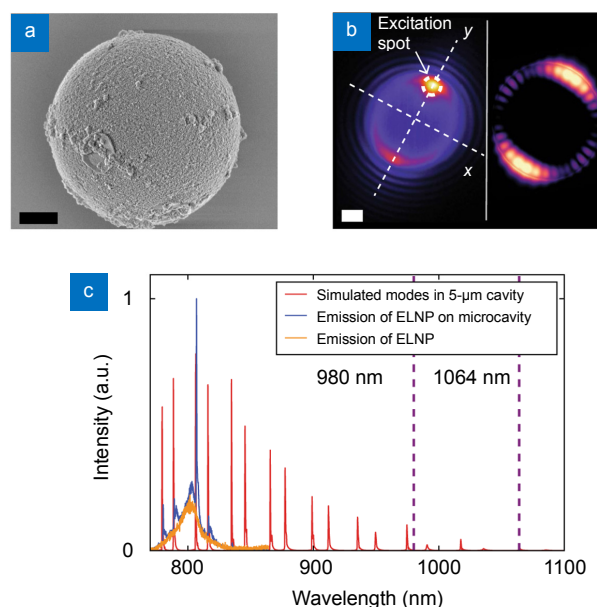 a
b
Excitation
spot
y
x
c
1
Simulated modes in 5-μm cavity
Emission of ELNP on microcavity
Emission of ELNP
980 nm
1064 nm
Intensity (a.u.)
0
800
900
1000
1100
Wavelength (nm)